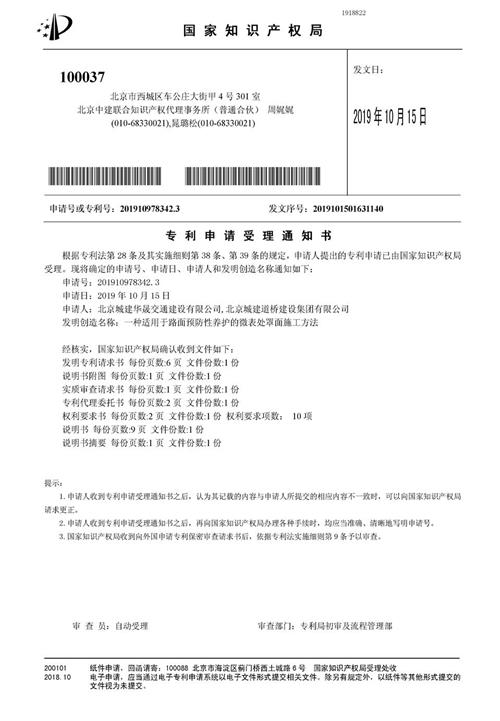 1918822
国家知识产权局
100037
北京市西城区车公庄大街甲4号301室
北京中建联合知识产权代理事务所（普通合伙） 周娓娓
(010-68330021),晁璐松(010-68330021)
发文日：
2019年10月15日
申请号或专利号：201910978342.3
发文序号：2019101501631140
专利申请受理通知书
根据专利法第28条及其实施细则第38条、第39条的规定，申请人提出的专利申请已由国家知识产权局
受理。现将确定的申请号、申请日、申请人和发明创造名称通知如下：
申请号：201910978342.3
申请日：2019年10月15日
申请人：北京城建华晟交通建设有限公司,北京城建道桥建设集团有限公司
发明创造名称：一种适用于路面预防性养护的微表处罩面施工方法
经核实，国家知识产权局确认收到文件如下：
发明专利请求书 每份页数:6页 文件份数:1份
说明书附图 每份页数:1页 文件份数:1份
实质审查请求书 每份页数:1页 文件份数:1份
专利代理委托书 每份页数:2页 文件份数:1份
权利要求书 每份页数:2页 文件份数:1份 权利要求项数： 10项
说明书 每份页数:9页 文件份数:1份
说明书摘要 每份页数:1页 文件份数:1份
提示：
1.申请人收到专利申请受理通知书之后，认为其记载的内容与申请人所提交的相应内容不一致时，可以向国家知识产权局
请求更正。
2.申请人收到专利申请受理通知书之后，再向国家知识产权局办理各种手续时，均应当准确、清晰地写明申请号。
3.国家知识产权局收到向外国申请专利保密审查请求书后，依据专利法实施细则第9条予以审查。
审 查 员：自动受理
审查部门：专利局初审及流程管理部
200101 纸件申请，回函请寄：100088 北京市海淀区蓟门桥西土城路6号 国家知识产权局受理处收
2018.10 电子申请，应当通过电子专利申请系统以电子文件形式提交相关文件。除另有规定外，以纸件等其他形式提交的
文件视为未提交。